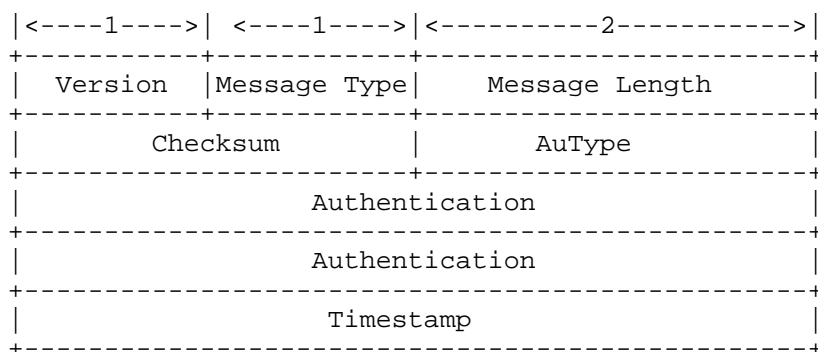 |<----1---->| <----1---->|<----------2----------->|
+-----------+------------+------------------------+
|  Version  |Message Type|    Message Length      |
+-----------+------------+------------------------+
|        Checksum        |       AuType           |
+------------------------+------------------------+
|                  Authentication                 |
+-------------------------------------------------+
|                  Authentication                 |
+-------------------------------------------------+
|                   Timestamp                     |
+-------------------------------------------------+